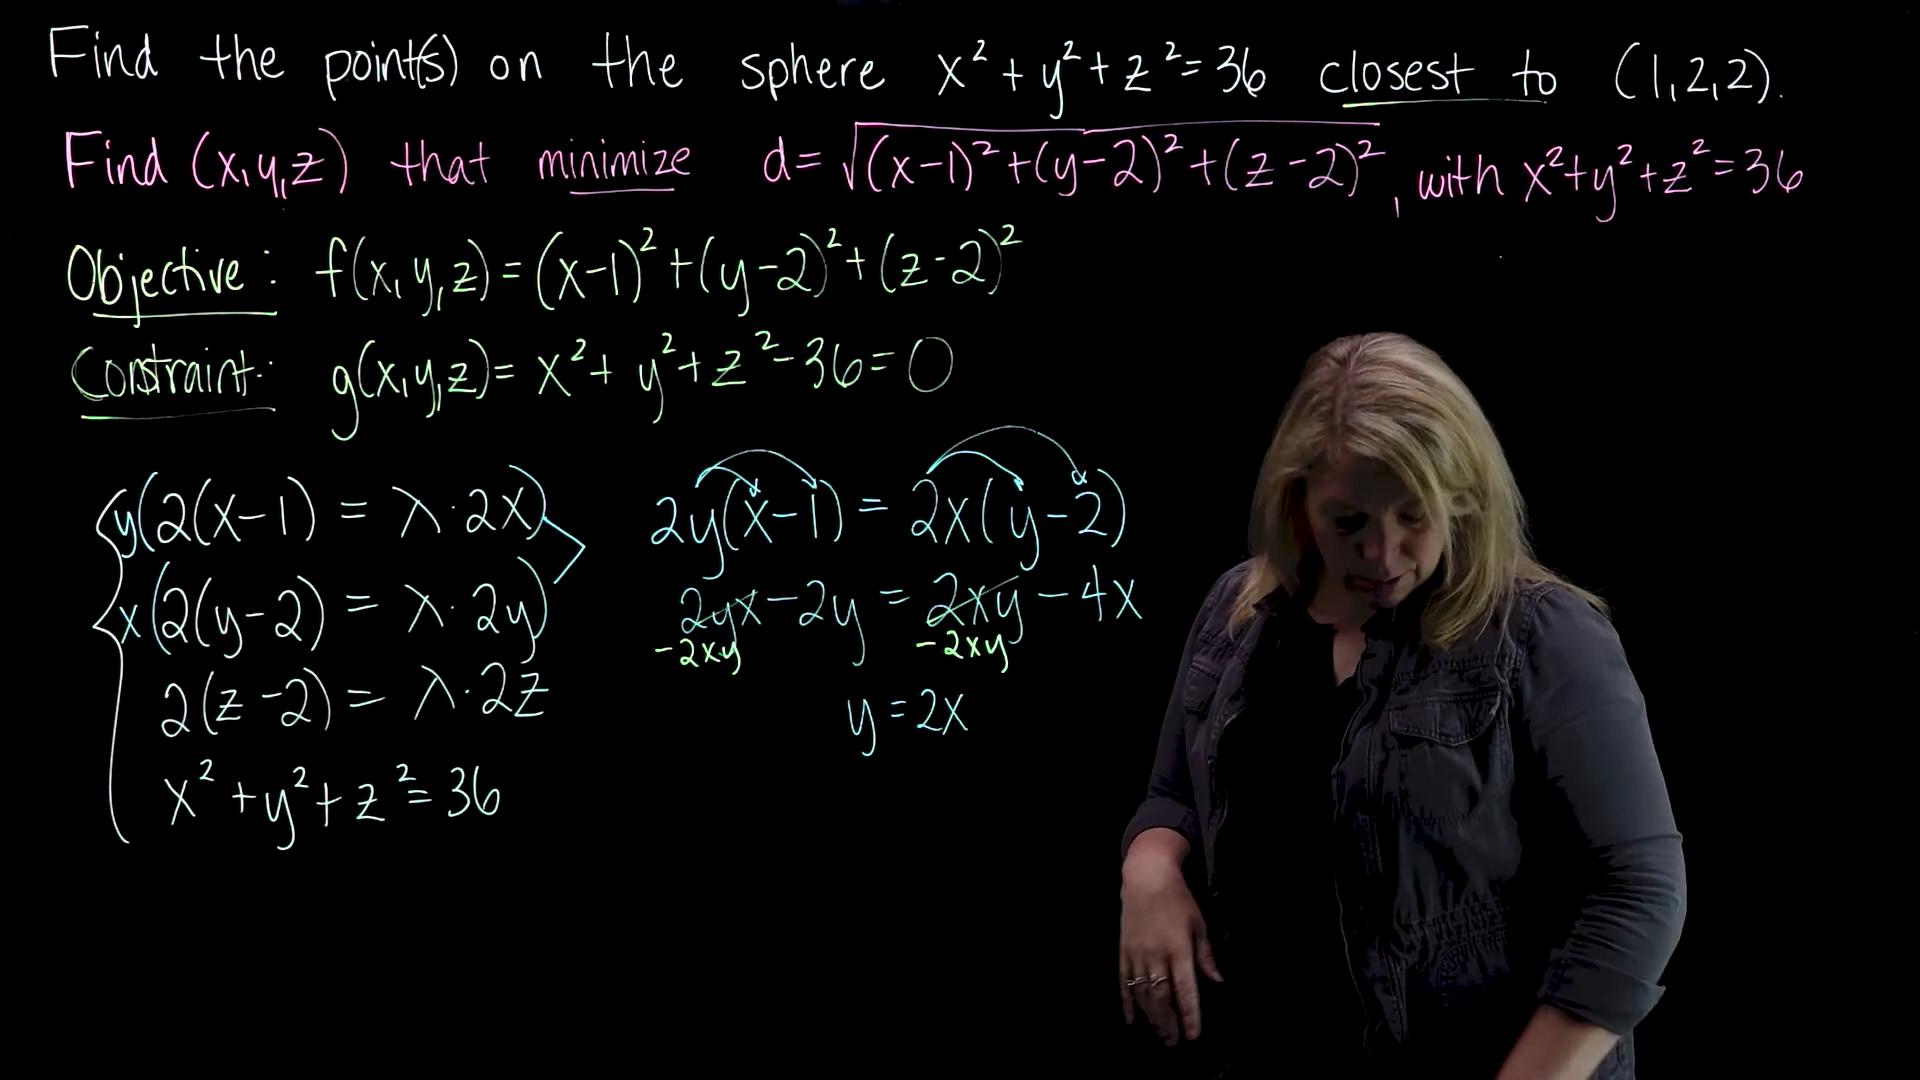 Find the point(s) on the sphere x²+y²+z²=36 closest to (1,2,2).
Find (x,y,z) that minimize d=√(x-1)²+(y-2)²+(z-2)², with x²+y²+z²=36
Objective: f(x,y,z)=(x-1)²+(y-2)²+(z-2)²
Constraint: g(x,y,z)=x²+y²+z²-36=0
y(2(x-1)=λ·2x)
x(2(y-2)=λ·2y)
2(z-2)=λ·2z
x²+y²+z²=36
2y(x-1)=2x(y-2)
2yx-2y=2xy-4x
-2xy -2xy
y=2x